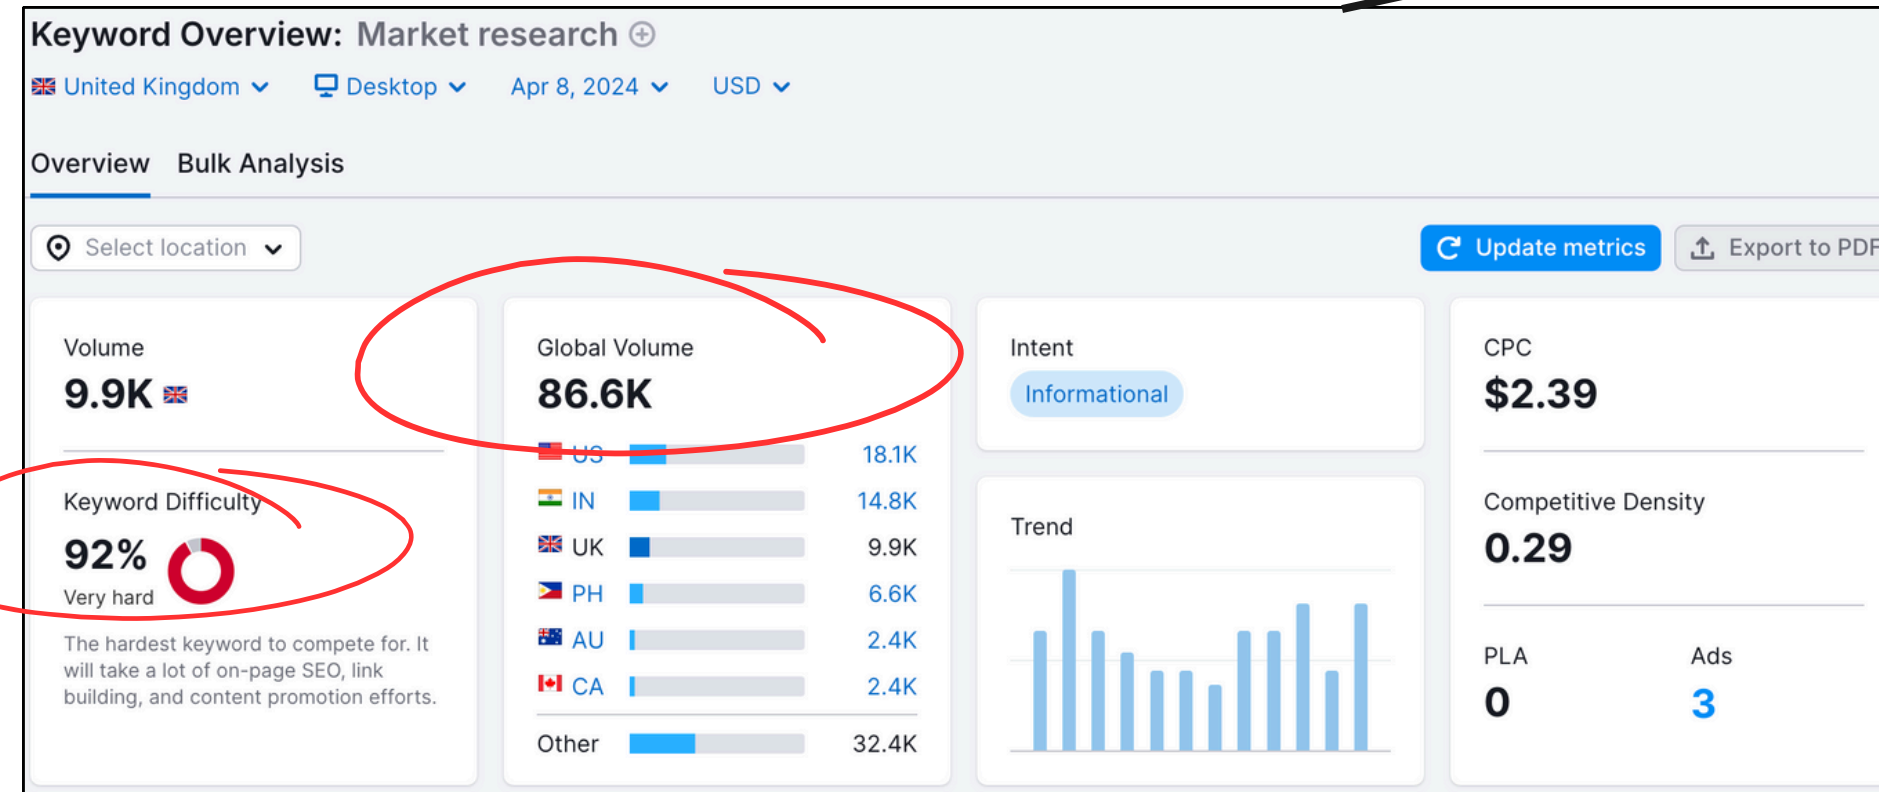 Keyword Overview: Market research
United Kingdom Desktop Apr 8, 2024 USD
Overview Bulk Analysis
Select location
Update metrics Export to PDF
Volume
9.9K
Keyword Difficulty
92%
Very hard
The hardest keyword to compete for. It
will take a lot of on-page SEO, link
building, and content promotion efforts.
Global Volume
86.6K
US 18.1K
IN 14.8K
UK 9.9K
PH 6.6K
AU 2.4K
CA 2.4K
Other 32.4K
Intent
Informational
Trend
CPC
$2.39
Competitive Density
0.29
PLA Ads
0 3